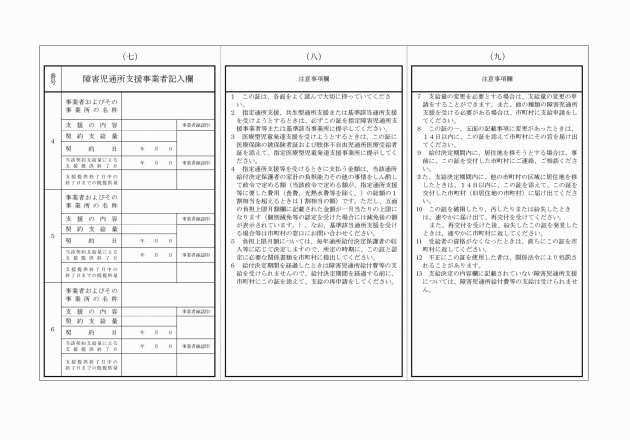 （七）
番号
障害児通所支援事業者記入欄
4
事業者およびその
事業所の名称
支援の内容
事業者確認印
契約支給量
契約日
年 月 日
当該契約支給量による
支援提供終了日
年 月 日
事業者確認印
支援提供終了月中の
終了日までの既提供量
5
事業者およびその
事業所の名称
支援の内容
事業者確認印
契約支給量
契約日
年 月 日
当該契約支給量による
支援提供終了日
年 月 日
事業者確認印
支援提供終了月中の
終了日までの既提供量
6
事業者およびその
事業所の名称
支援の内容
事業者確認印
契約支給量
契約日
年 月 日
当該契約支給量による
支援提供終了日
年 月 日
事業者確認印
支援提供終了月中の
終了日までの既提供量
（八）
注意事項欄
1 この証は、各面をよく読んで大切に持っていてくださ
い。
2 指定通所支援、共生型通所支援または基準該当通所支援
を受けようとするときは、必ずこの証を指定障害児通所支
援事業者等または基準該当事業所に提示してください。
3 医療型児童発達支援を受けようとするときは、この証に
医療保険の被保険者証および肢体不自由児通所医療受給者
証を添えて、指定医療型児童発達支援事業所に提示してく
ださい。
4 指定通所支援等を受けるときに支払う金額は、当該通所
給付決定保護者の家計の負担能力その他の事情をしん酌し
て政令で定める額（当該政令で定める額が、指定通所支援
等に要した費用（食費、光熱水費等を除く。）の総額の1
割相当を超えるときは1割相当の額）です。ただし、五面
の負担上限月額欄に記載された金額が一月当たりの上限に
なります（個別減免等の認定を受けた場合には減免後の額
が表示されています。）。なお、基準該当通所支援を受け
る場合等は市町村の窓口にお問い合わせください。
5 負担上限月額については、毎年通所給付決定保護者の収
入等に応じて決定しますので、所定の時期に、この証と認
定に必要な関係書類を市町村に提出してください。
6 給付決定期間を経過したときは障害児通所給付費等の支
給を受けられませんので、給付決定期間を経過する前に、
市町村にこの証を添えて、支給の再申請をしてください。
（九）
注意事項欄
7 支給量の変更を必要とする場合は、支給量の変更の申
請をすることができます。また、他の種類の障害児通所
支援を受ける必要がある場合は、市町村に支給申請をし
てください。
8 この証の一、五面の記載事項に変更があったときは、
１４日以内に、この証を添えて市町村にその旨を届け出
てください。
9 給付決定期間内に、居住地を移そうとする場合は、事
前に、この証を交付した市町村にご連絡、ご相談くださ
い。
また、給付決定期間内に、他の市町村の区域に居住地を移
したときは、１４日以内に、この証を添えて、この証を
交付した市町村（旧居住地の市町村）に届け出てくださ
い。
10 この証を破損したり、汚したりまたは紛失したとき
は、速やかに届け出て、再交付を受けてください。
また、再交付を受けた後、紛失したこの証を発見した
ときは、速やかに市町村に返してください。
11 受給者の資格がなくなったときは、直ちにこの証を市
町村に返してください。
12 不正にこの証を使用した者は、関係法令により処罰さ
れることがあります。
13 支給決定の内容欄に記載されていない障害児通所支援
については、障害児通所給付費等の支給は受けられませ
ん。